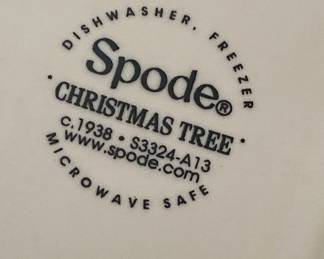 DISHWASHER, FREEZER
Spode®
· CHRISTMAS TREE ·
c.1938 · S3324-A13
www.spode.com
MICROWAVE SAFE